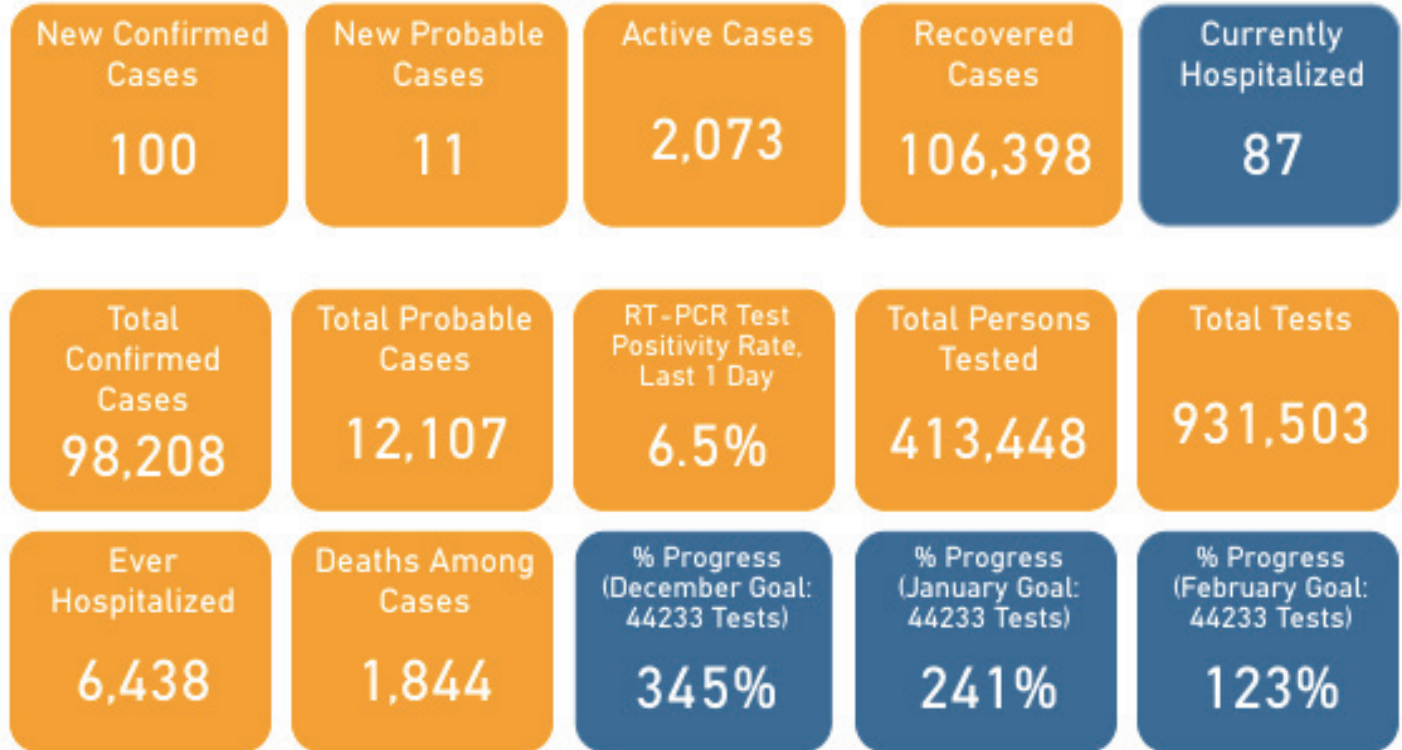 New Confirmed
Cases
100
New Probable
Cases
11
Active Cases
2,073
Recovered
Cases
106,398
Currently
Hospitalized
87
Total
Confirmed
Cases
98,208
Total Probable
Cases
12,107
RT-PCR Test
Positivity Rate,
Last 1 Day
6.5%
Total Persons
Tested
413,448
Total Tests
931,503
Ever
Hospitalized
6,438
Deaths Among
Cases
1,844
% Progress
(December Goal:
44233 Tests)
345%
% Progress
(January Goal:
44233 Tests)
241%
% Progress
(February Goal:
44233 Tests)
123%